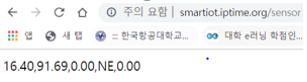 주의 요함 | smartiot.iptime.org/sensor
앱 새 탭 :: 한국항공대학교... 대학 e러닝 학점인...
16.40,91.69,0.00,NE,0.00